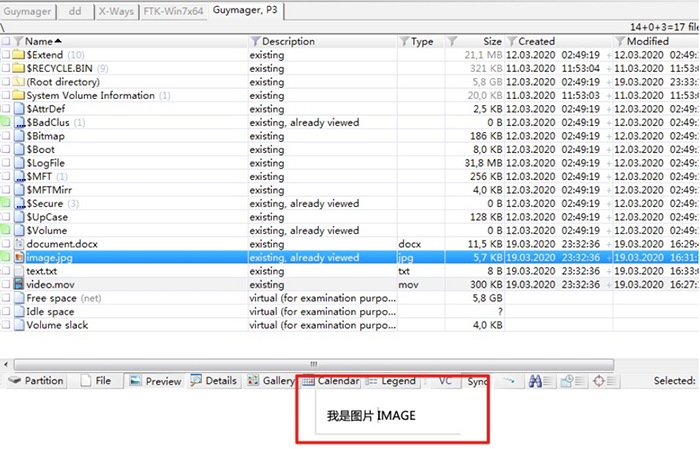 Guymager dd X-Ways FTK-Win7x64 Guymager, P3
\ 14+0+3=17 file
Name Description Type Size Created Modified
$Extend (10) existing 21,1 MB 12.03.2020 02:49:19 + 12.03.2020 02:49:
$RECYCLE.BIN (9) existing 321 KB 11.03.2020 11:53:04 + 11.03.2020 11:53:0
(Root directory) existing 5,8 GB 12.03.2020 02:49:19 + 19.03.2020 23:33:
System Volume Information (1) existing 20,0 KB 11.03.2020 11:53:03 + 11.03.2020 11:53:0
$AttrDef existing 2,5 KB 12.03.2020 02:49:19 + 12.03.2020 02:49:
$BadClus (1) existing, already viewed 0 B 12.03.2020 02:49:19 + 12.03.2020 02:49:
$Bitmap existing 186 KB 12.03.2020 02:49:19 + 12.03.2020 02:49:
$Boot existing 8,0 KB 12.03.2020 02:49:19 + 12.03.2020 02:49:
$LogFile existing 31,8 MB 12.03.2020 02:49:19 + 12.03.2020 02:49:
$MFT (1) existing 256 KB 12.03.2020 02:49:19 + 12.03.2020 02:49:
$MFTMirr existing 4,0 KB 12.03.2020 02:49:19 + 12.03.2020 02:49:
$Secure (3) existing, already viewed 0 B 12.03.2020 02:49:19 + 12.03.2020 02:49:
$UpCase existing 128 KB 12.03.2020 02:49:19 + 12.03.2020 02:49:
$Volume existing, already viewed 0 B 12.03.2020 02:49:19 + 12.03.2020 02:49:
document.docx existing docx 11,5 KB 19.03.2020 23:32:36 + 19.03.2020 16:29:
image.jpg existing, already viewed jpg 5,7 KB 19.03.2020 23:32:36 + 19.03.2020 16:31:
text.txt existing txt 8 B 19.03.2020 23:32:36 + 19.03.2020 16:33:
video.mov existing mov 300 KB 19.03.2020 23:32:36 + 19.03.2020 16:27:
Free space (net) virtual (for examination purpo... 5,8 GB
Idle space virtual (for examination purpo... ?
Volume slack virtual (for examination purpo... 4,0 KB
Partition File Preview Details Gallery Calendar Legend VC Sync Selected:
我是图片 IMAGE